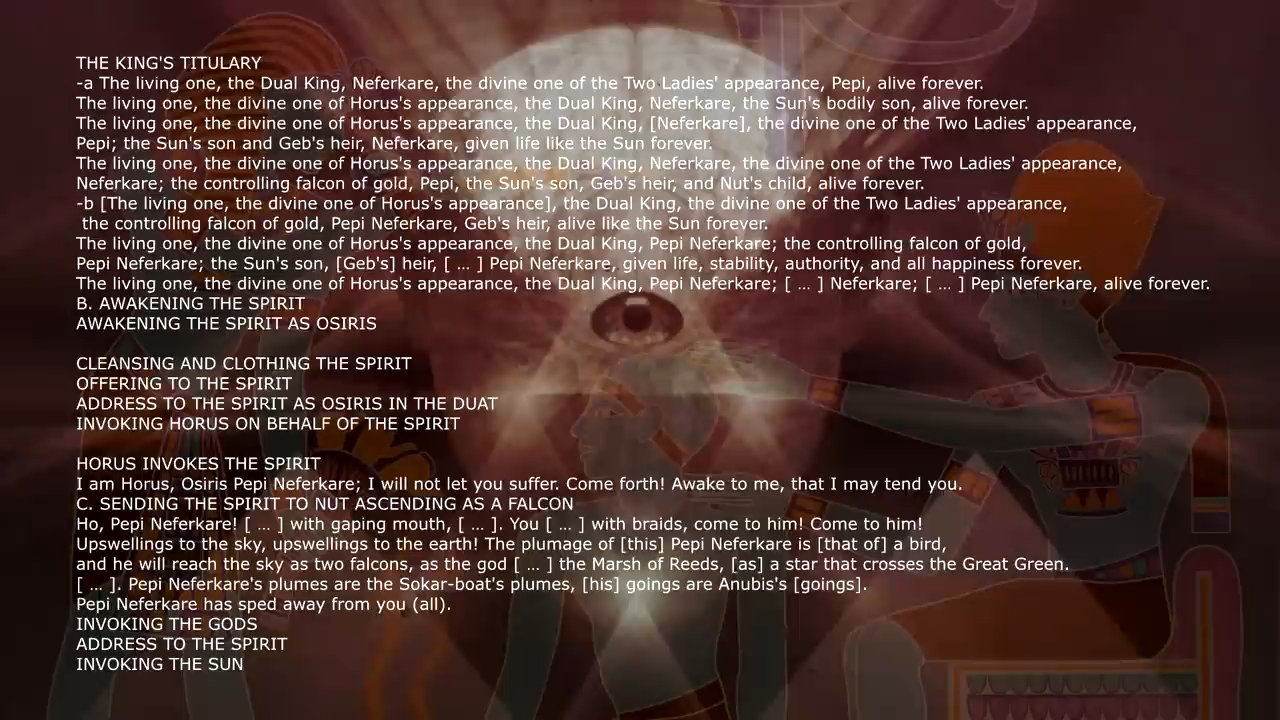 THE KING'S TITULARY
-a The living one, the Dual King, Neferkare, the divine one of the Two Ladies' appearance, Pepi, alive forever.
The living one, the divine one of Horus's appearance, the Dual King, Neferkare, the Sun's bodily son, alive forever.
The living one, the divine one of Horus's appearance, the Dual King, [Neferkare], the divine one of the Two Ladies' appearance,
Pepi; the Sun's son and Geb's heir, Neferkare, given life like the Sun forever.
The living one, the divine one of Horus's appearance, the Dual King, Neferkare, the divine one of the Two Ladies' appearance,
Neferkare; the controlling falcon of gold, Pepi, the Sun's son, Geb's heir, and Nut's child, alive forever.
-b [The living one, the divine one of Horus's appearance], the Dual King, the divine one of the Two Ladies' appearance,
the controlling falcon of gold, Pepi Neferkare, Geb's heir, alive like the Sun forever.
The living one, the divine one of Horus's appearance, the Dual King, Pepi Neferkare; the controlling falcon of gold,
Pepi Neferkare; the Sun's son, [Geb's] heir, [ ... ] Pepi Neferkare, given life, stability, authority, and all happiness forever.
The living one, the divine one of Horus's appearance, the Dual King, Pepi Neferkare; [ ... ] Neferkare; [ ... ] Pepi Neferkare, alive forever.
B. AWAKENING THE SPIRIT
AWAKENING THE SPIRIT AS OSIRIS
CLEANSING AND CLOTHING THE SPIRIT
OFFERING TO THE SPIRIT
ADDRESS TO THE SPIRIT AS OSIRIS IN THE DUAT
INVOKING HORUS ON BEHALF OF THE SPIRIT
HORUS INVOKES THE SPIRIT
I am Horus, Osiris Pepi Neferkare; I will not let you suffer. Come forth! Awake to me, that I may tend you.
C. SENDING THE SPIRIT TO NUT ASCENDING AS A FALCON
Ho, Pepi Neferkare! [ ... ] with gaping mouth, [ ... ]. You [ ... ] with braids, come to him! Come to him!
Upswellings to the sky, upswellings to the earth! The plumage of [this] Pepi Neferkare is [that of] a bird,
and he will reach the sky as two falcons, as the god [ ... ] the Marsh of Reeds, [as] a star that crosses the Great Green.
[ ... ]. Pepi Neferkare's plumes are the Sokar-boat's plumes, [his] goings are Anubis's [goings].
Pepi Neferkare has sped away from you (all).
INVOKING THE GODS
ADDRESS TO THE SPIRIT
INVOKING THE SUN